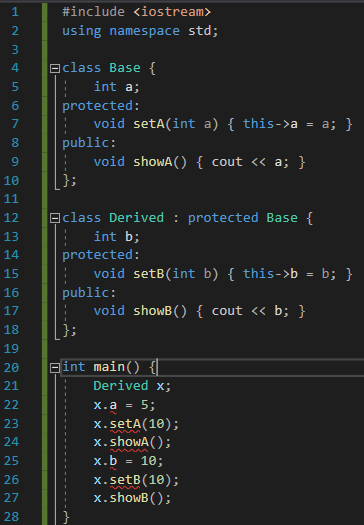 1 #include <iostream>
2 using namespace std;
3
4 class Base {
5     int a;
6 protected:
7     void setA(int a) { this->a = a; }
8 public:
9     void showA() { cout << a; }
10 };
11
12 class Derived : protected Base {
13     int b;
14 protected:
15     void setB(int b) { this->b = b; }
16 public:
17     void showB() { cout << b; }
18 };
19
20 int main() {
21     Derived x;
22     x.a = 5;
23     x.setA(10);
24     x.showA();
25     x.b = 10;
26     x.setB(10);
27     x.showB();
28 }